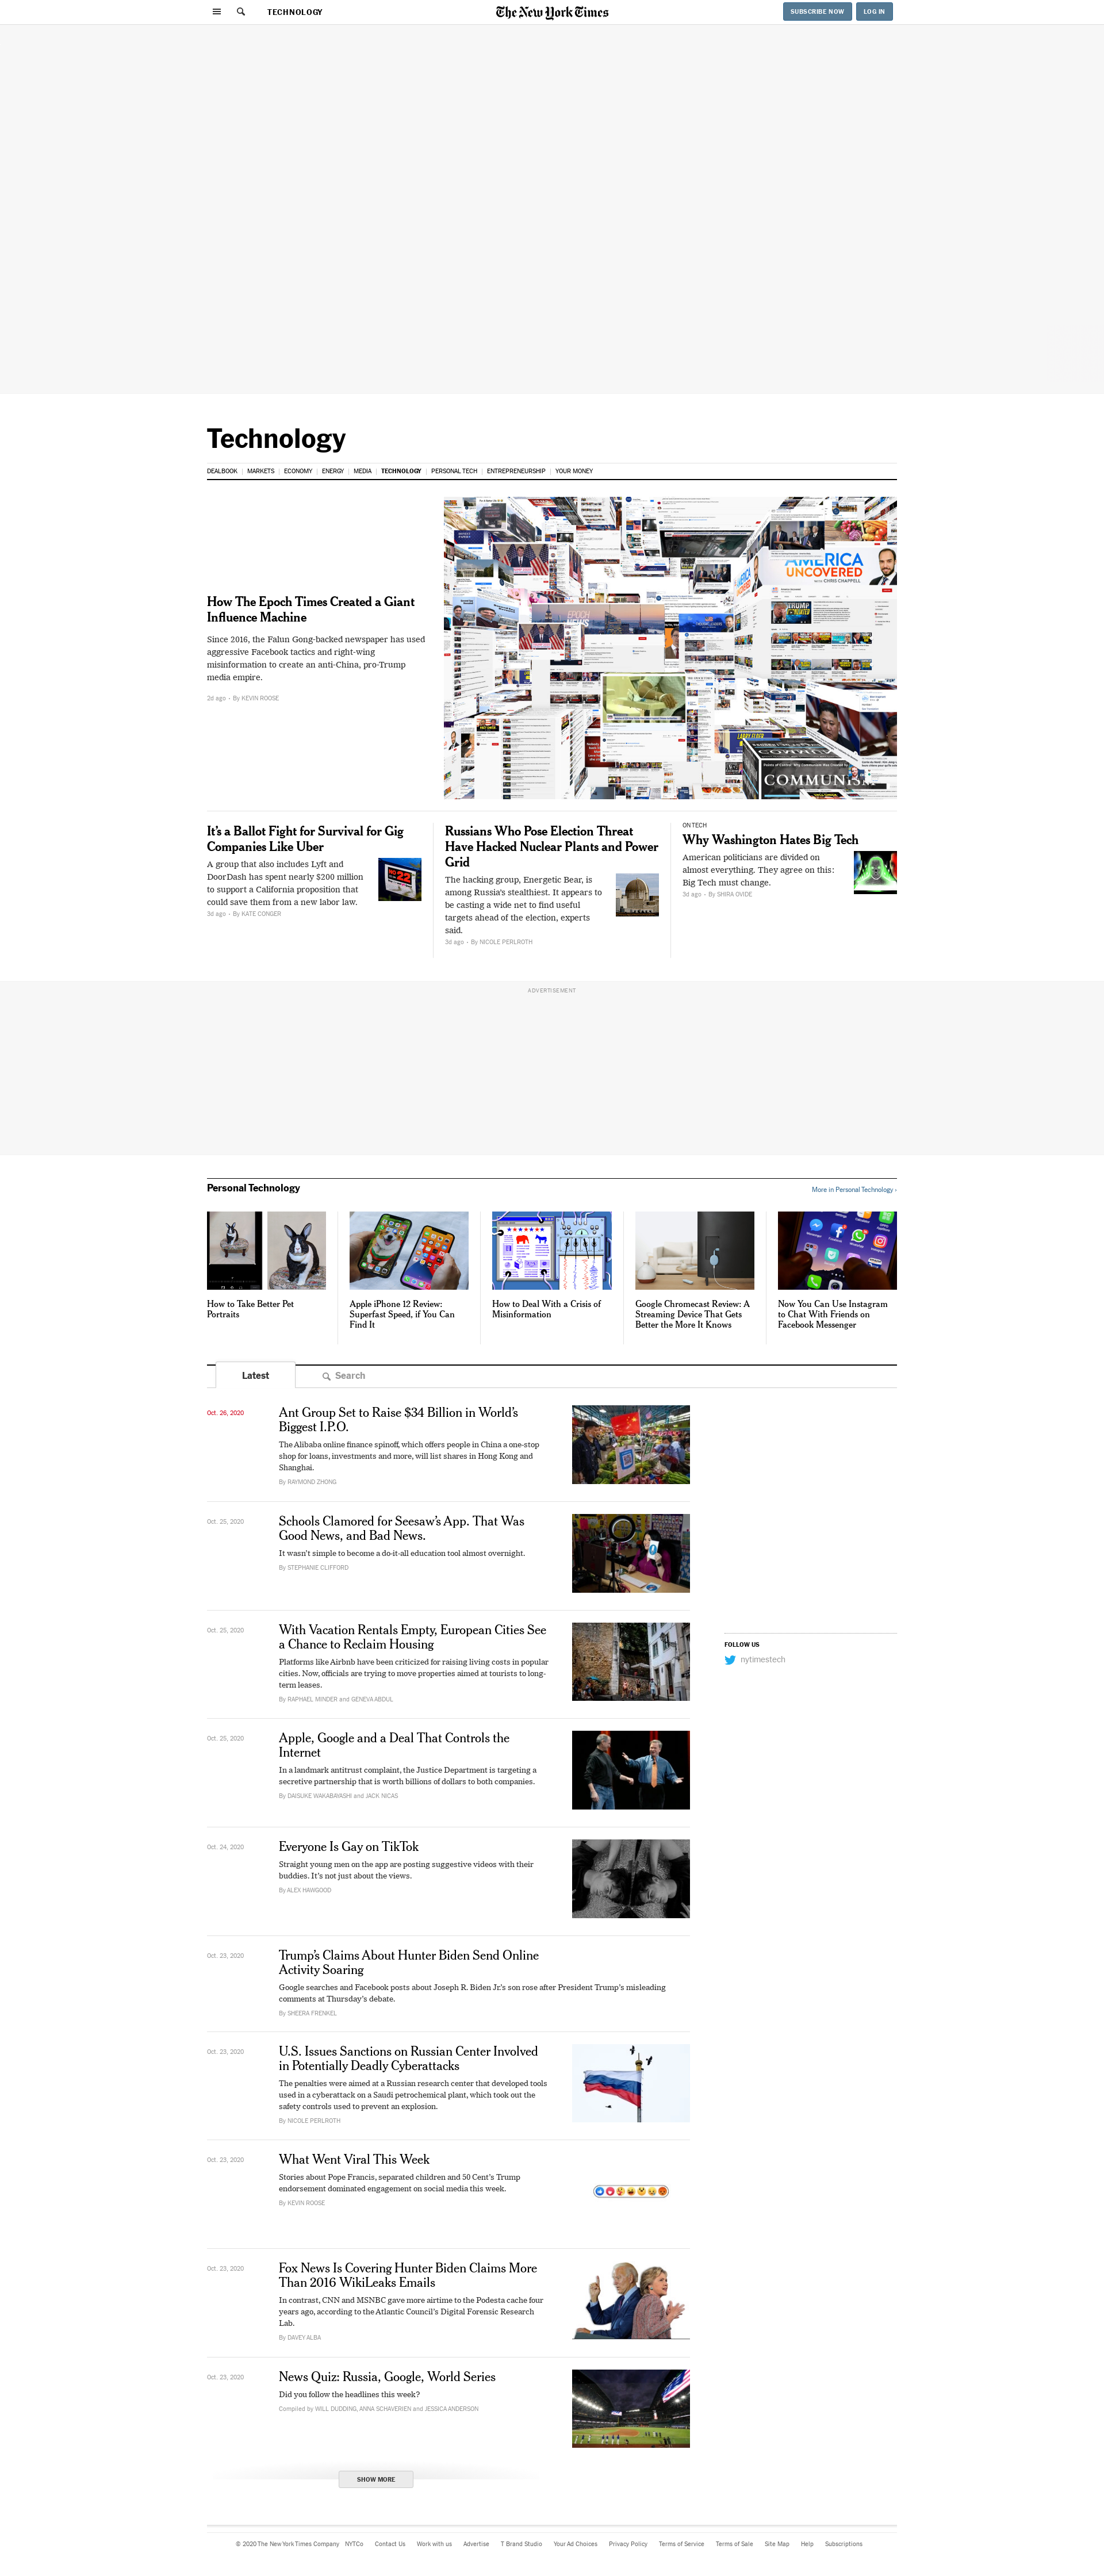 TECHNOLOGY
The New York Times
SUBSCRIBE NOW
LOG IN
Technology
DEALBOOK
MARKETS
ECONOMY
ENERGY
MEDIA
TECHNOLOGY
PERSONAL TECH
ENTREPRENEURSHIP
YOUR MONEY
How The Epoch Times Created a Giant
Influence Machine
Since 2016, the Falun Gong-backed newspaper has used
aggressive Facebook tactics and right-wing
misinformation to create an anti-China, pro-Trump
media empire.
2d ago • By KEVIN ROOSE
AMERICA
UNCOVERED
WITH CHRIS CHAPPELL
COMMUNISM
It’s a Ballot Fight for Survival for Gig
Companies Like Uber
A group that also includes Lyft and
DoorDash has spent nearly $200 million
to support a California proposition that
could save them from a new labor law.
3d ago • By KATE CONGER
22
Russians Who Pose Election Threat
Have Hacked Nuclear Plants and Power
Grid
The hacking group, Energetic Bear, is
among Russia’s stealthiest. It appears to
be casting a wide net to find useful
targets ahead of the election, experts
said.
3d ago • By NICOLE PERLROTH
ON TECH
Why Washington Hates Big Tech
American politicians are divided on
almost everything. They agree on this:
Big Tech must change.
3d ago • By SHIRA OVIDE
ADVERTISEMENT
Personal Technology
More in Personal Technology ›
How to Take Better Pet
Portraits
Apple iPhone 12 Review:
Superfast Speed, if You Can
Find It
How to Deal With a Crisis of
Misinformation
Google Chromecast Review: A
Streaming Device That Gets
Better the More It Knows
Now You Can Use Instagram
to Chat With Friends on
Facebook Messenger
Latest
Search
Oct. 26, 2020
Ant Group Set to Raise $34 Billion in World’s
Biggest I.P.O.
The Alibaba online finance spinoff, which offers people in China a one-stop
shop for loans, investments and more, will list shares in Hong Kong and
Shanghai.
By RAYMOND ZHONG
Oct. 25, 2020
Schools Clamored for Seesaw’s App. That Was
Good News, and Bad News.
It wasn’t simple to become a do-it-all education tool almost overnight.
By STEPHANIE CLIFFORD
Oct. 25, 2020
With Vacation Rentals Empty, European Cities See
a Chance to Reclaim Housing
Platforms like Airbnb have been criticized for raising living costs in popular
cities. Now, officials are trying to move properties aimed at tourists to long-
term leases.
By RAPHAEL MINDER and GENEVA ABDUL
FOLLOW US
nytimestech
Oct. 25, 2020
Apple, Google and a Deal That Controls the
Internet
In a landmark antitrust complaint, the Justice Department is targeting a
secretive partnership that is worth billions of dollars to both companies.
By DAISUKE WAKABAYASHI and JACK NICAS
Oct. 24, 2020
Everyone Is Gay on TikTok
Straight young men on the app are posting suggestive videos with their
buddies. It’s not just about the views.
By ALEX HAWGOOD
Oct. 23, 2020
Trump’s Claims About Hunter Biden Send Online
Activity Soaring
Google searches and Facebook posts about Joseph R. Biden Jr.’s son rose after President Trump’s misleading
comments at Thursday’s debate.
By SHEERA FRENKEL
Oct. 23, 2020
U.S. Issues Sanctions on Russian Center Involved
in Potentially Deadly Cyberattacks
The penalties were aimed at a Russian research center that developed tools
used in a cyberattack on a Saudi petrochemical plant, which took out the
safety controls used to prevent an explosion.
By NICOLE PERLROTH
Oct. 23, 2020
What Went Viral This Week
Stories about Pope Francis, separated children and 50 Cent’s Trump
endorsement dominated engagement on social media this week.
By KEVIN ROOSE
Oct. 23, 2020
Fox News Is Covering Hunter Biden Claims More
Than 2016 WikiLeaks Emails
In contrast, CNN and MSNBC gave more airtime to the Podesta cache four
years ago, according to the Atlantic Council’s Digital Forensic Research
Lab.
By DAVEY ALBA
Oct. 23, 2020
News Quiz: Russia, Google, World Series
Did you follow the headlines this week?
Compiled by WILL DUDDING, ANNA SCHAVERIEN and JESSICA ANDERSON
SHOW MORE
© 2020 The New York Times Company
NYTCo
Contact Us
Work with us
Advertise
T Brand Studio
Your Ad Choices
Privacy Policy
Terms of Service
Terms of Sale
Site Map
Help
Subscriptions